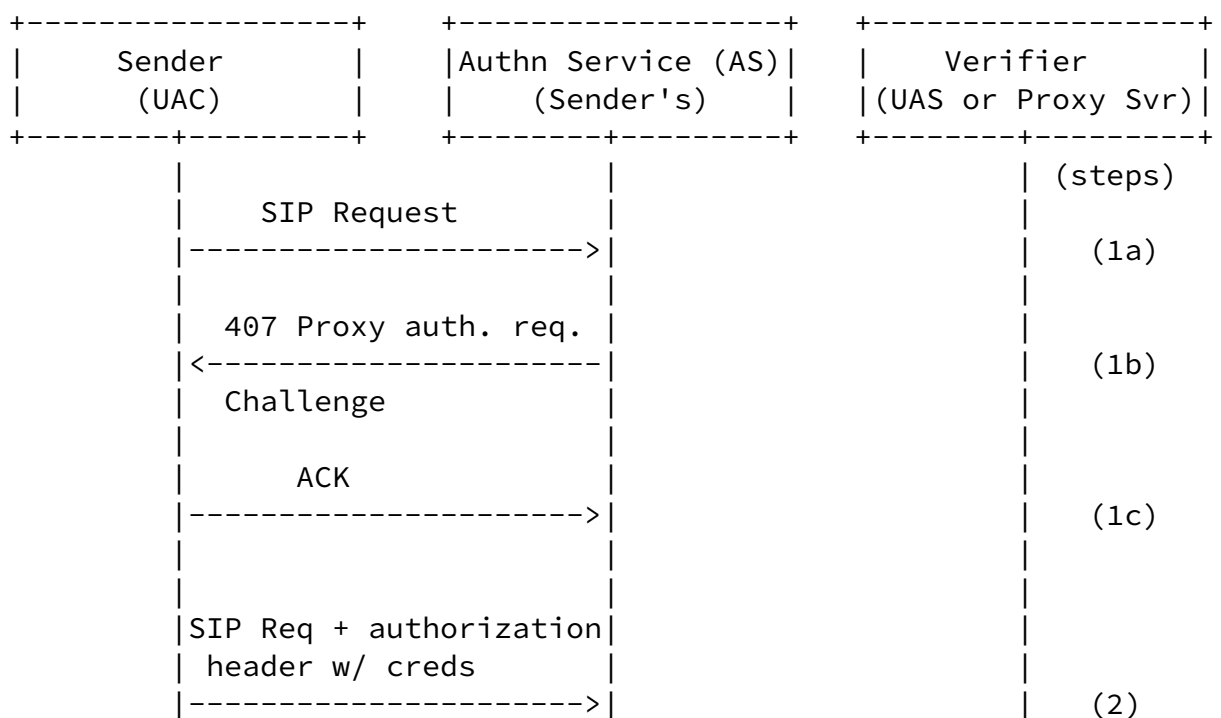 +------------------+    +------------------+   +------------------+
|     Sender       |    |Authn Service (AS)|   |    Verifier      |
|      (UAC)       |    |    (Sender's)    |   |(UAS or Proxy Svr)|
+--------+---------+    +--------+---------+   +--------+---------+
         |                       |                      | (steps)
         |    SIP Request        |                      |
         |---------------------->|                      |   (1a)
         |                       |                      |
         |  407 Proxy auth. req. |                      |
         |<----------------------|                      |   (1b)
         |  Challenge            |                      |
         |                       |                      |
         |      ACK              |                      |
         |---------------------->|                      |   (1c)
         |                       |                      |
         |                       |                      |
         |SIP Req + authorization|                      |
         | header w/ creds       |                      |
         |---------------------->|                      |   (2)